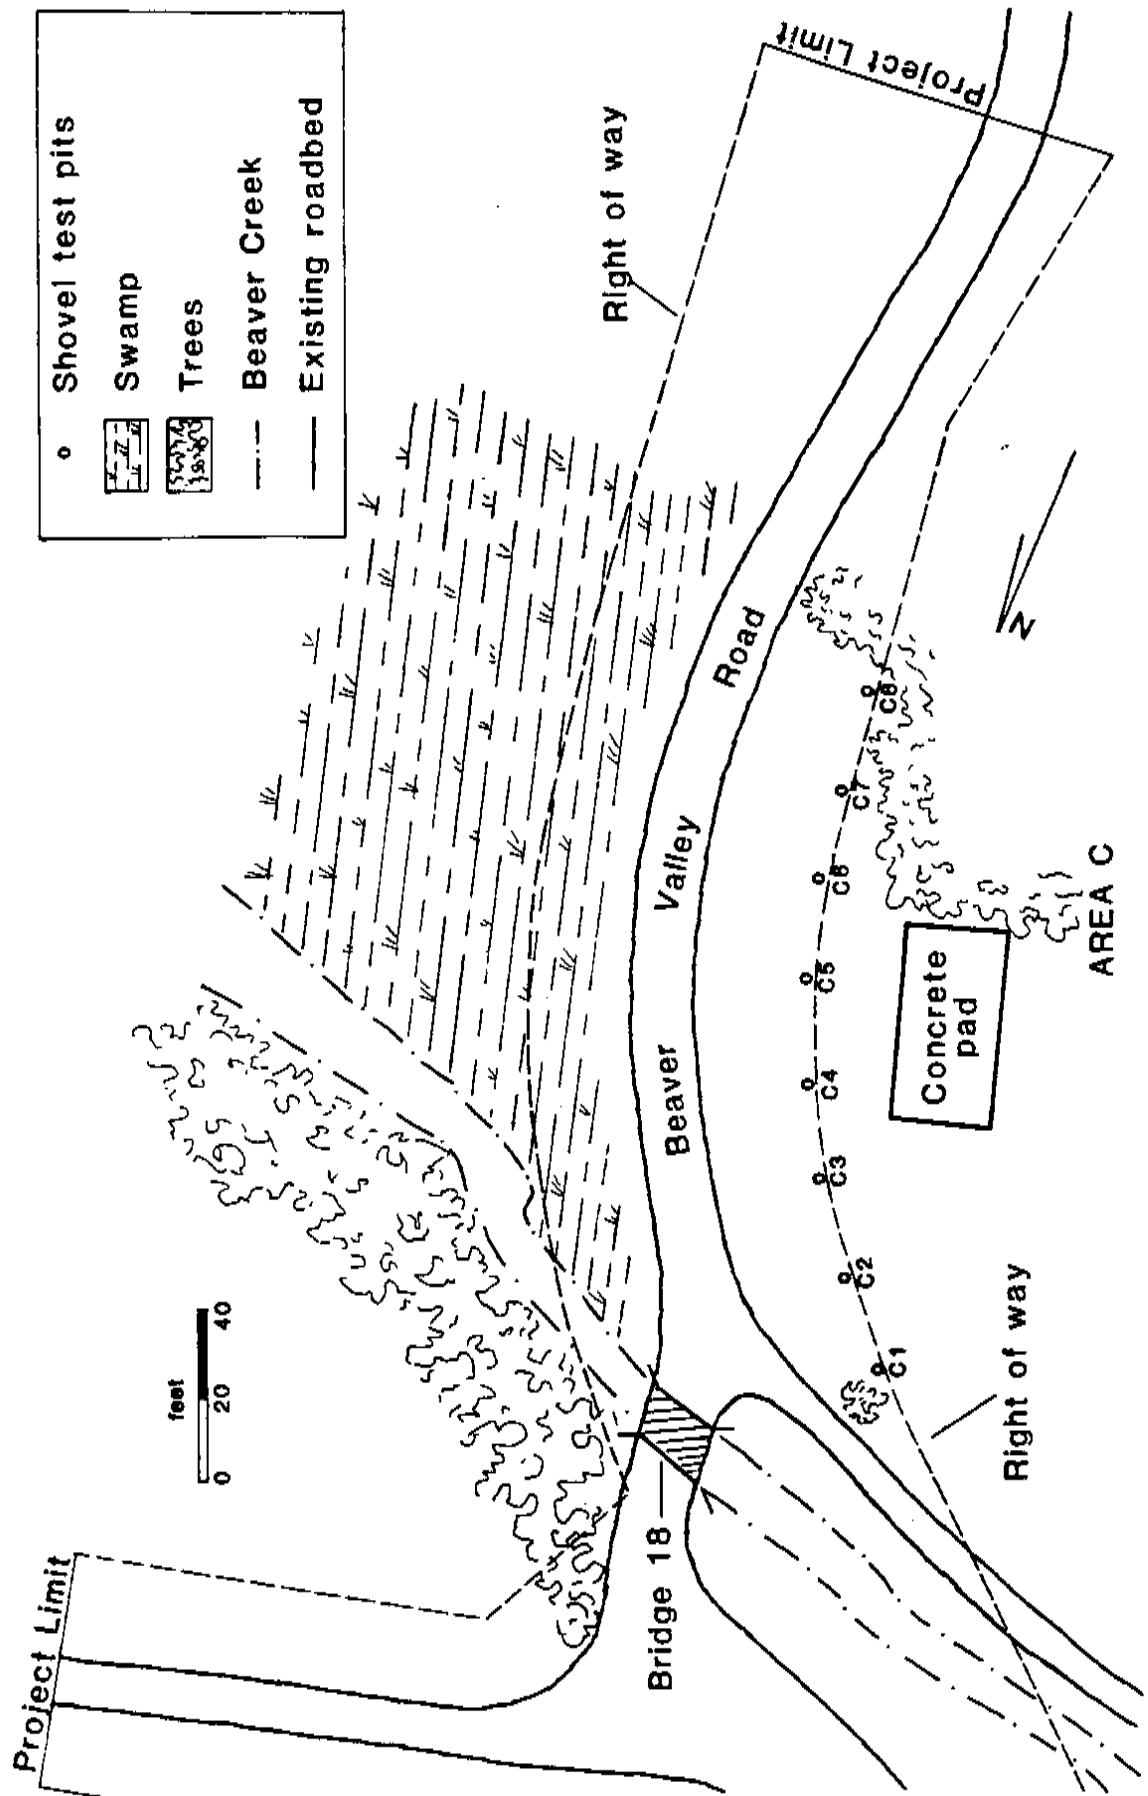 Project Limit
feet
0 20 40
Shovel test pits
Swamp
Trees
Beaver Creek
Existing roadbed
Right of way
Project Limit
Bridge 18
Beaver Valley Road
C1
C2
C3
C4
C5
C6
C7
C8
Concrete
pad
AREA C
Right of way
N